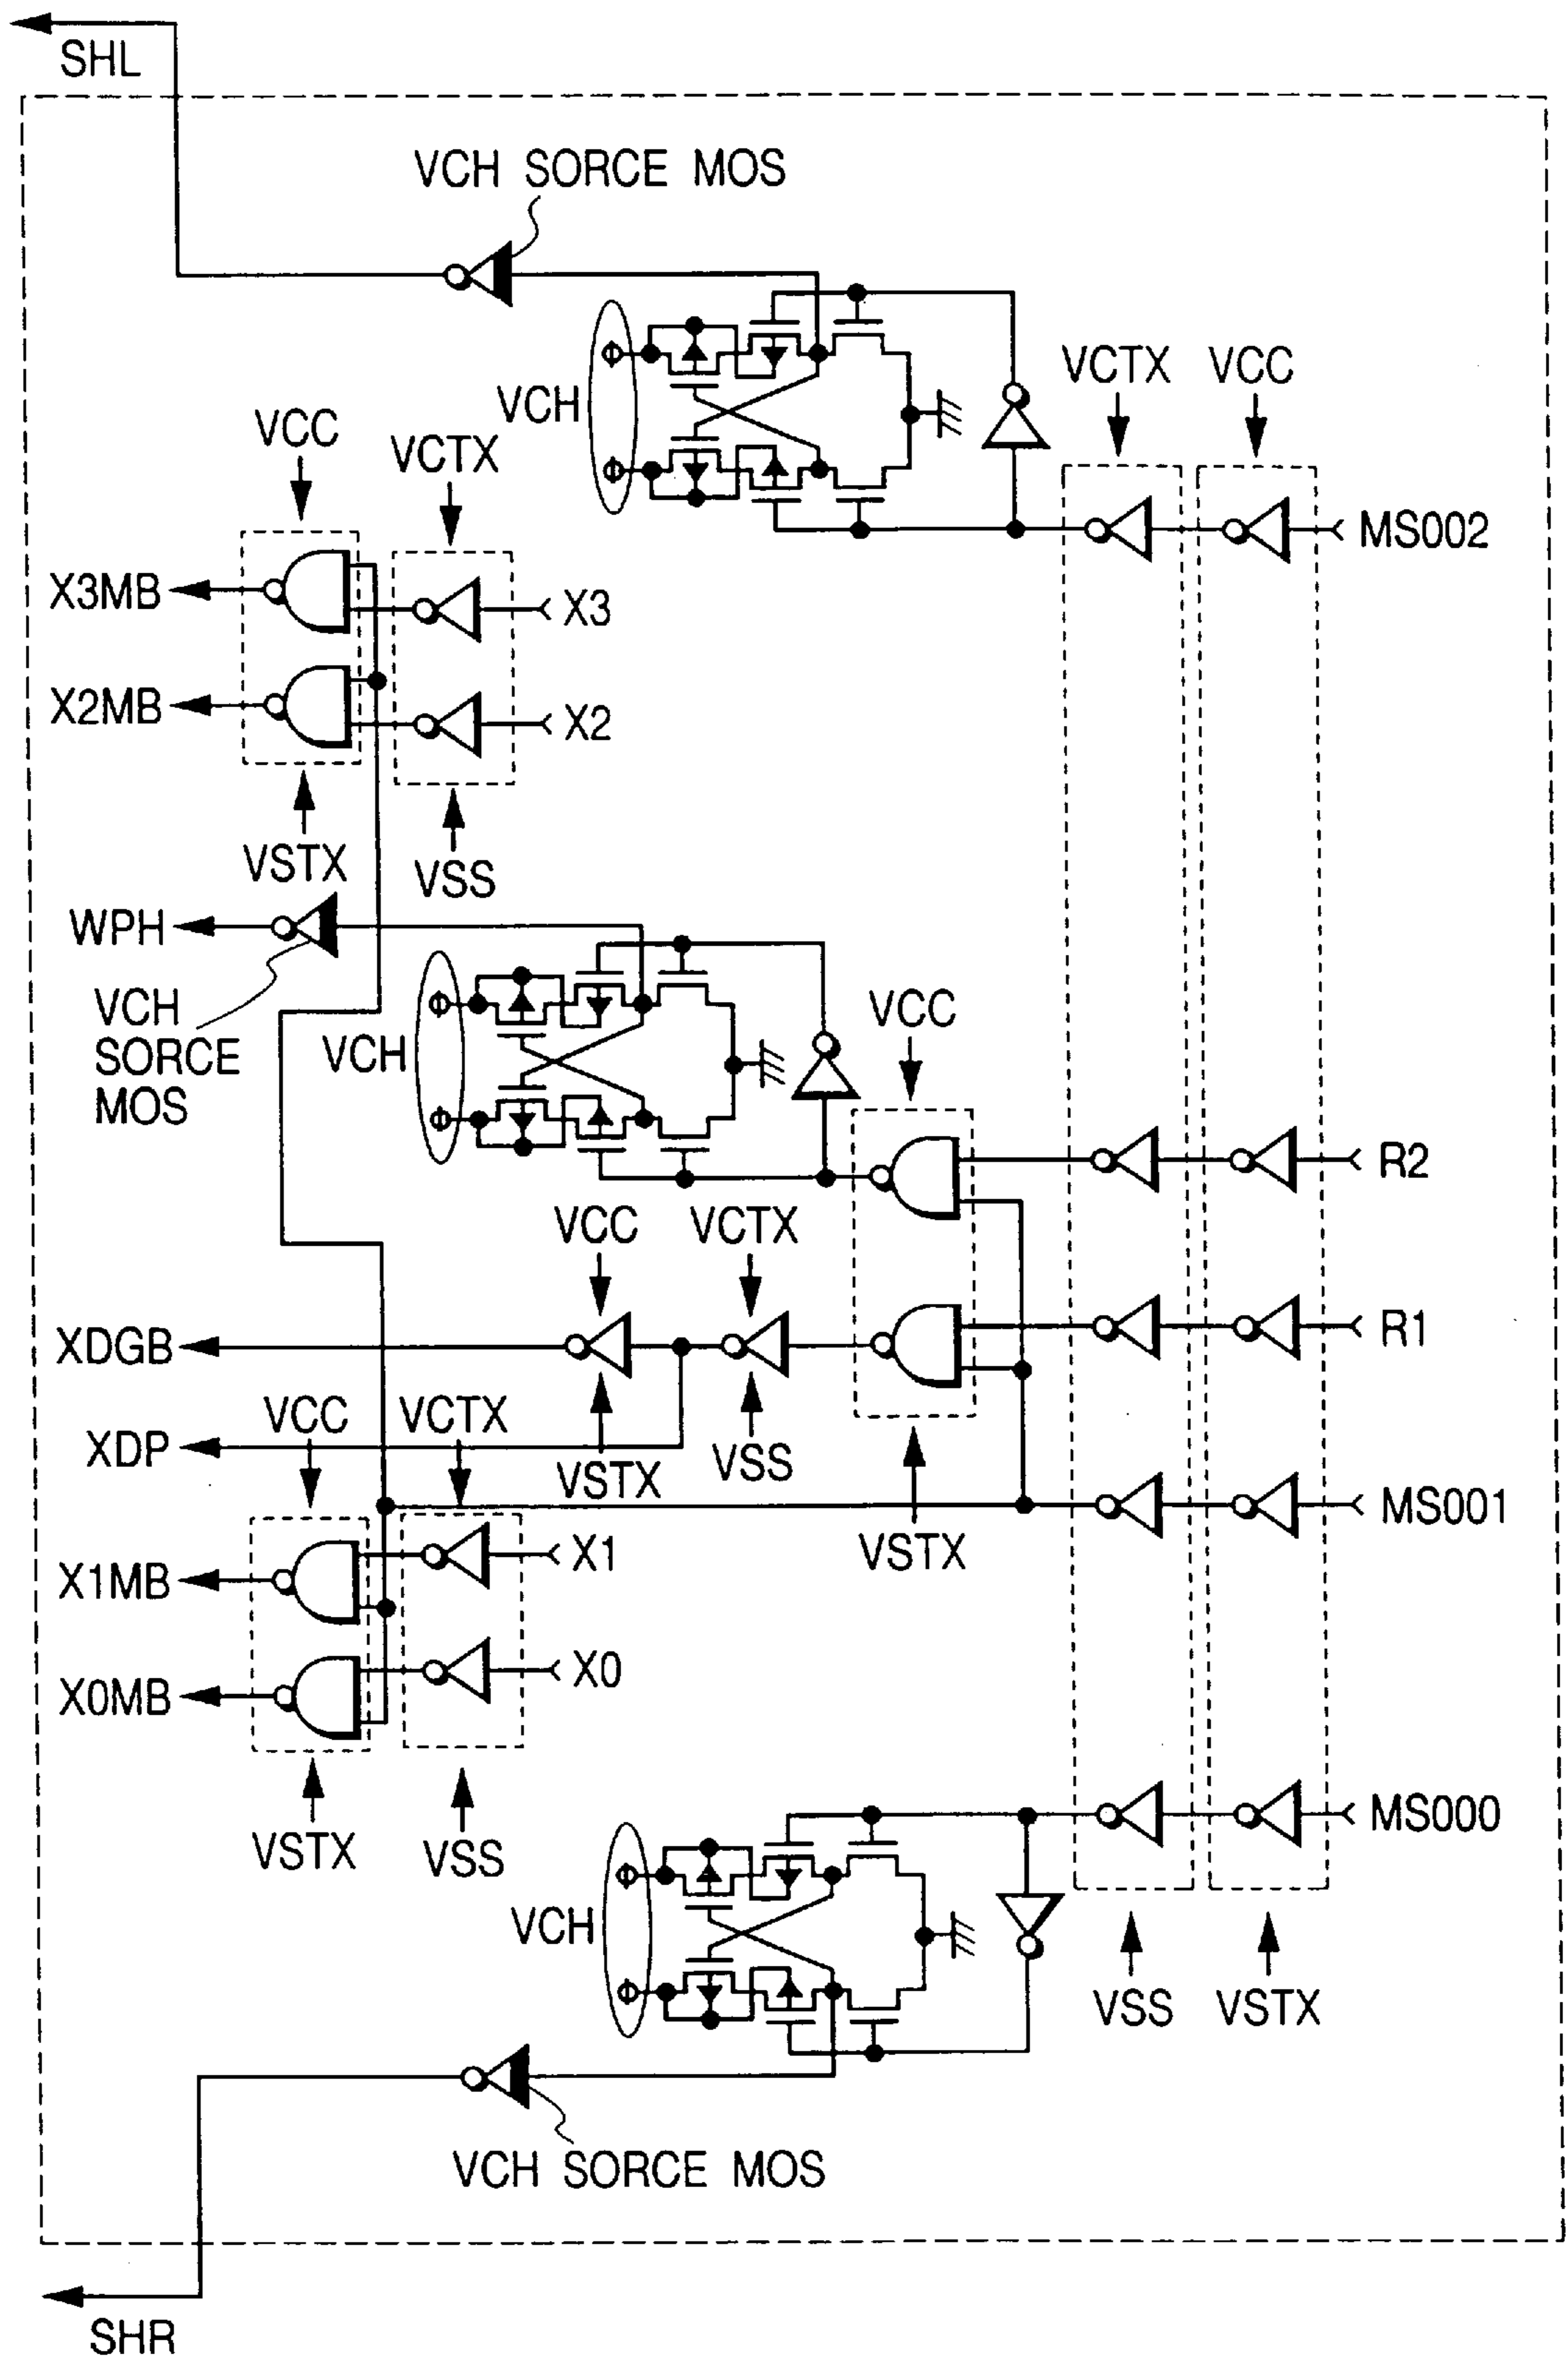 SHL
VCH SORCE MOS
VCTX
VCC
VCH
VCC
VCTX
MS002
X3MB
X3
X2MB
X2
VSTX
VSS
WPH
VCH
SORCE
MOS
VCH
VCC
R2
VCC
VCTX
R1
XDGB
VCC
VCTX
XDP
VSTX
VSS
MS001
VSTX
X1
X1MB
X0
X0MB
MS000
VSTX
VSS
VCH
VSS
VSTX
VCH SORCE MOS
SHR